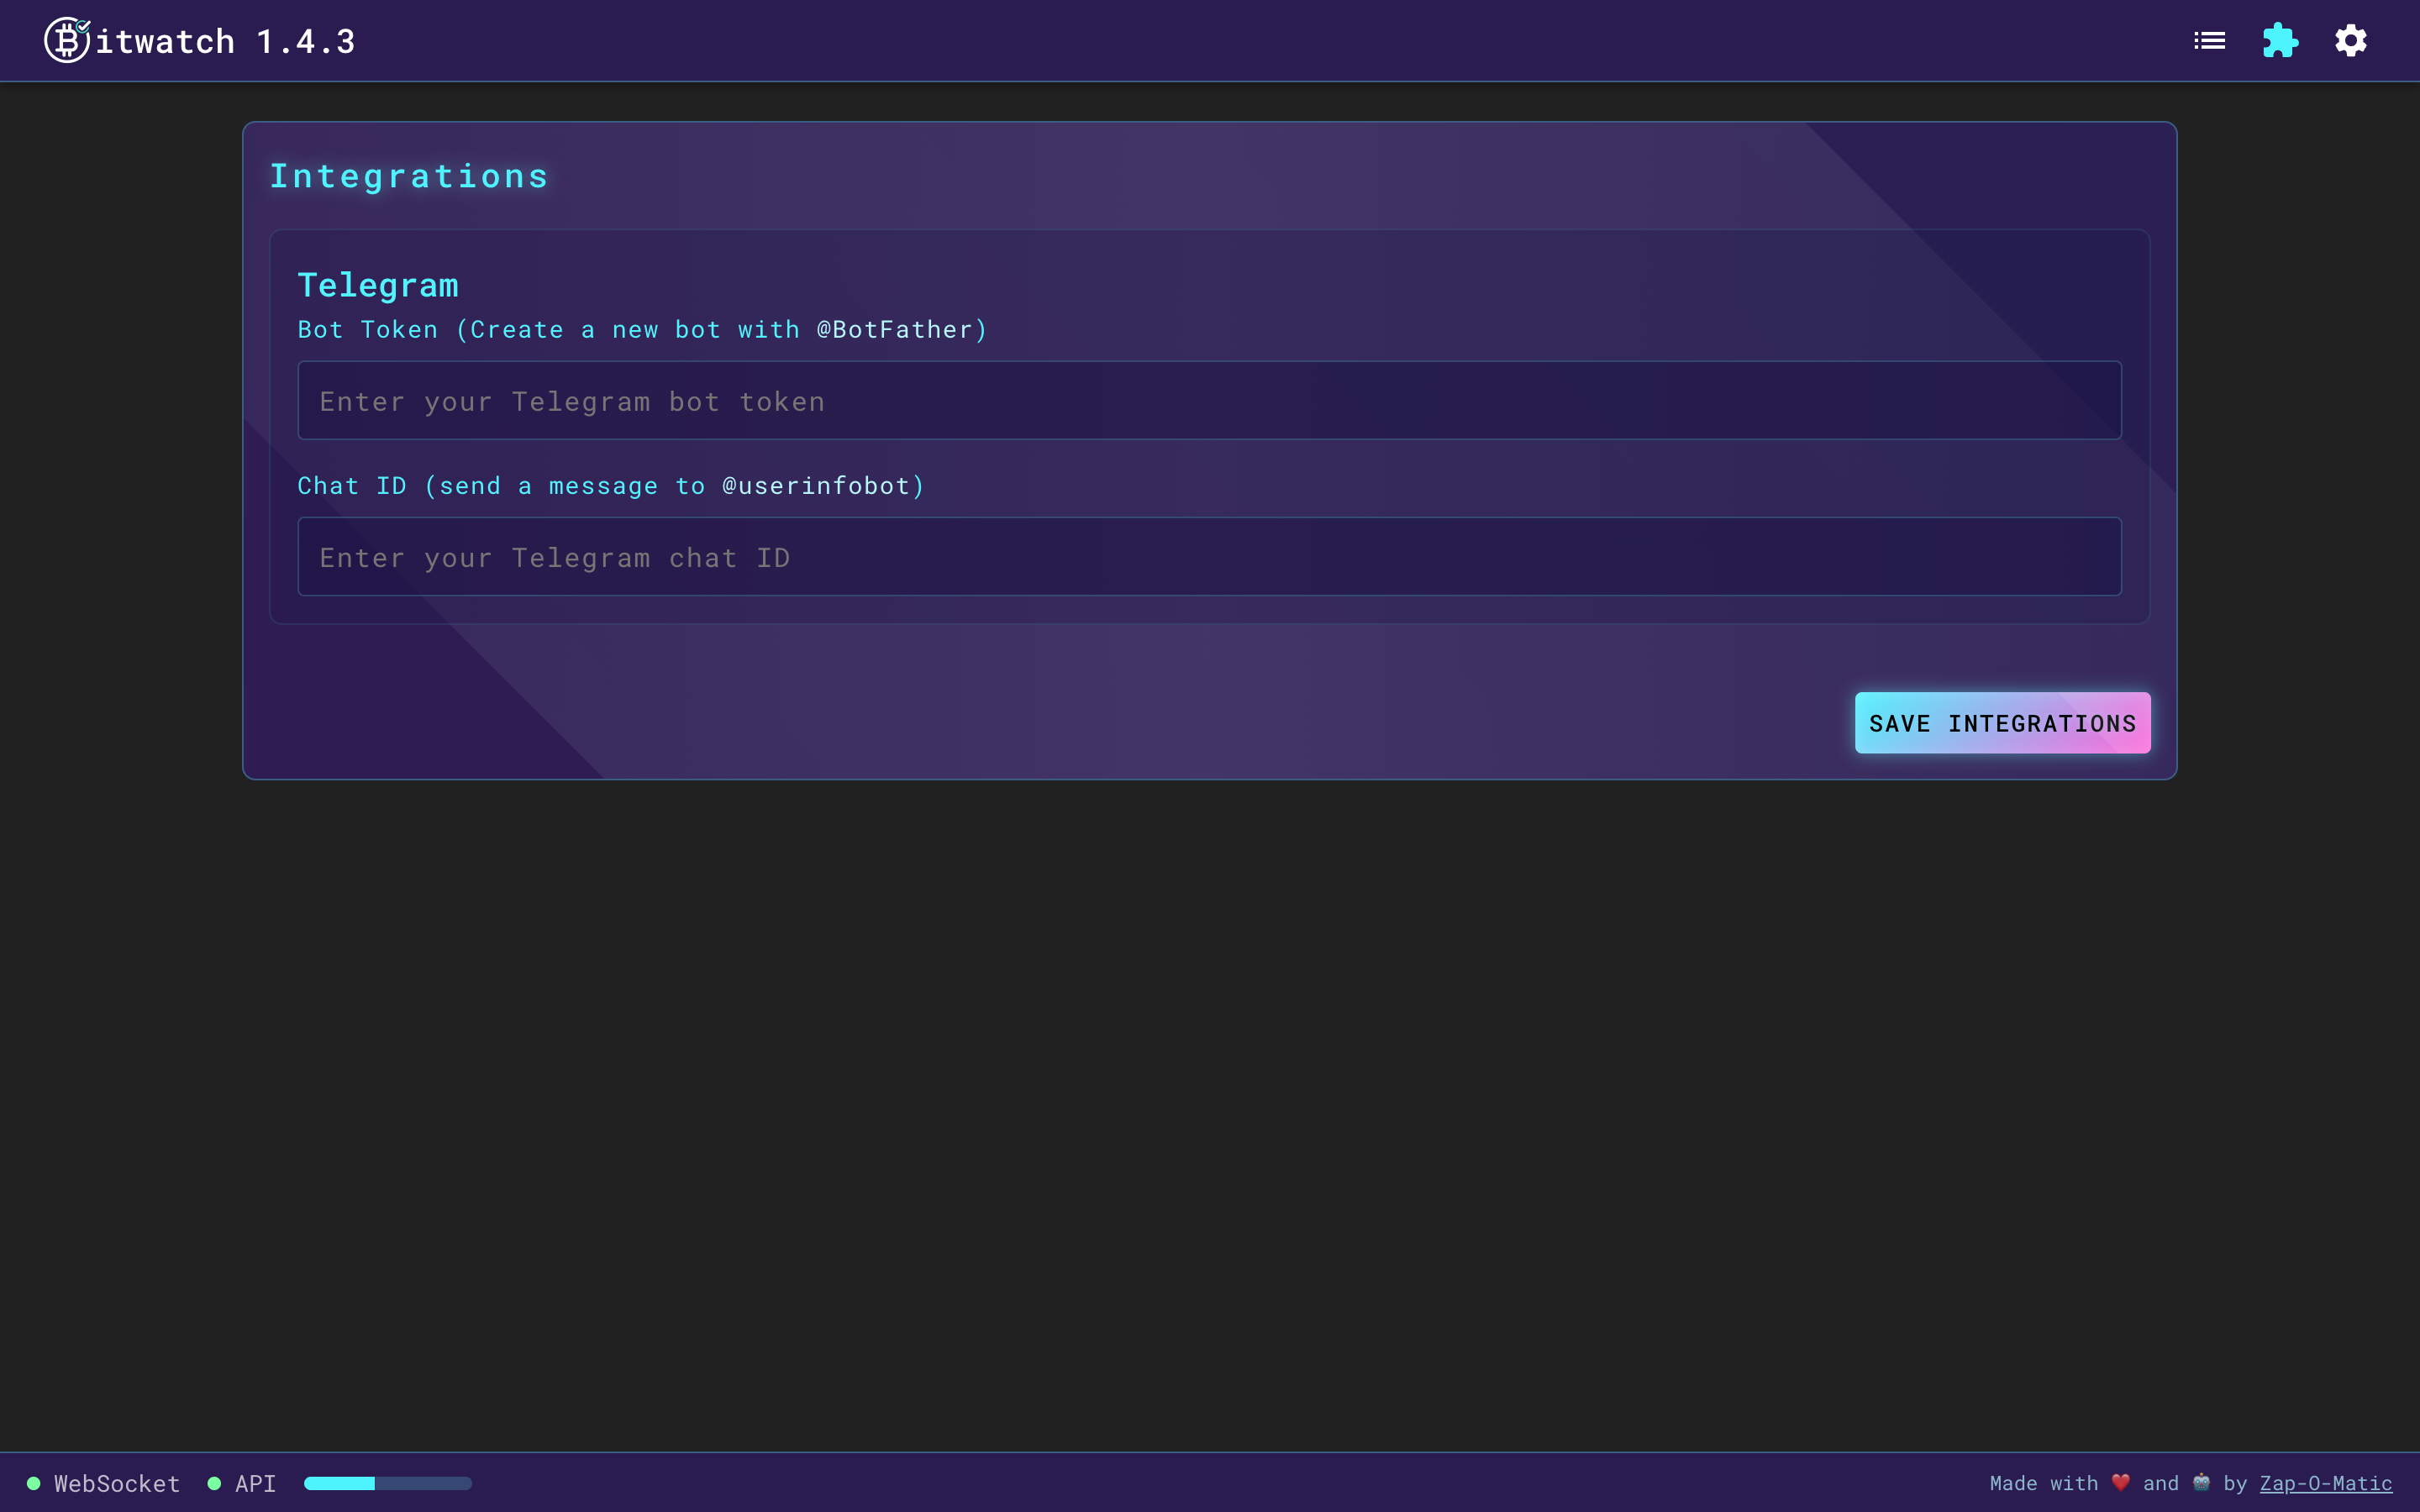 Bitwatch 1.4.3
Integrations
Telegram
Bot Token (Create a new bot with @BotFather)
Enter your Telegram bot token
Chat ID (send a message to @userinfobot)
Enter your Telegram chat ID
SAVE INTEGRATIONS
WebSocket API
Made with ❤️ and 🤖 by Zap-O-Matic